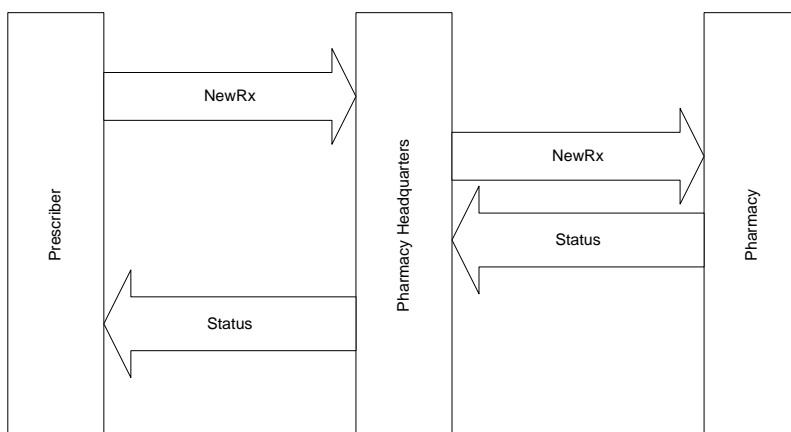 Prescriber
NewRx
Status
Pharmacy Headquarters
NewRx
Status
Pharmacy